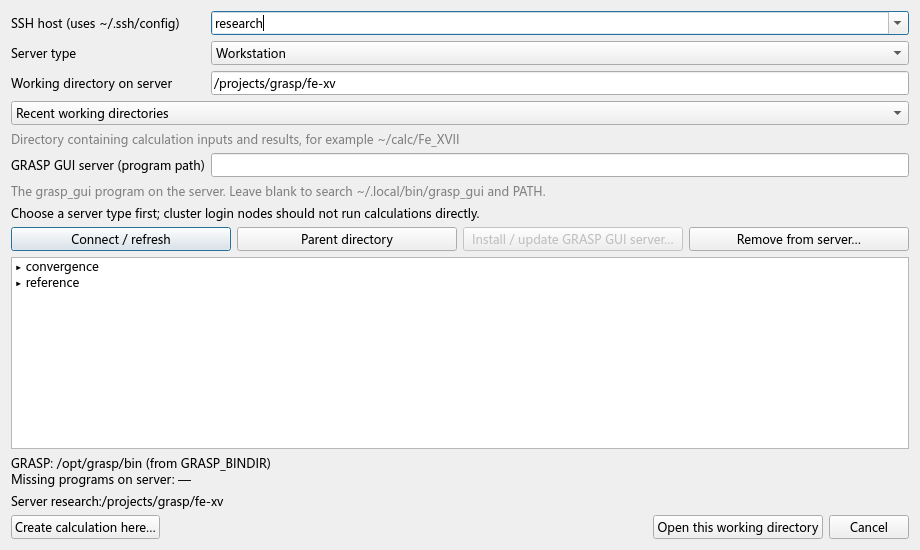 SSH host (uses ~/.ssh/config) research
Server type Workstation
Working directory on server /projects/grasp/fe-xv
Recent working directories
Directory containing calculation inputs and results, for example ~/calc/Fe_XVII
GRASP GUI server (program path)
The grasp_gui program on the server. Leave blank to search ~/.local/bin/grasp_gui and PATH.
Choose a server type first; cluster login nodes should not run calculations directly.
Connect / refresh Parent directory Install / update GRASP GUI server... Remove from server...
convergence
reference
GRASP: /opt/grasp/bin (from GRASP_BINDIR)
Missing programs on server: —
Server research:/projects/grasp/fe-xv
Create calculation here... Open this working directory Cancel